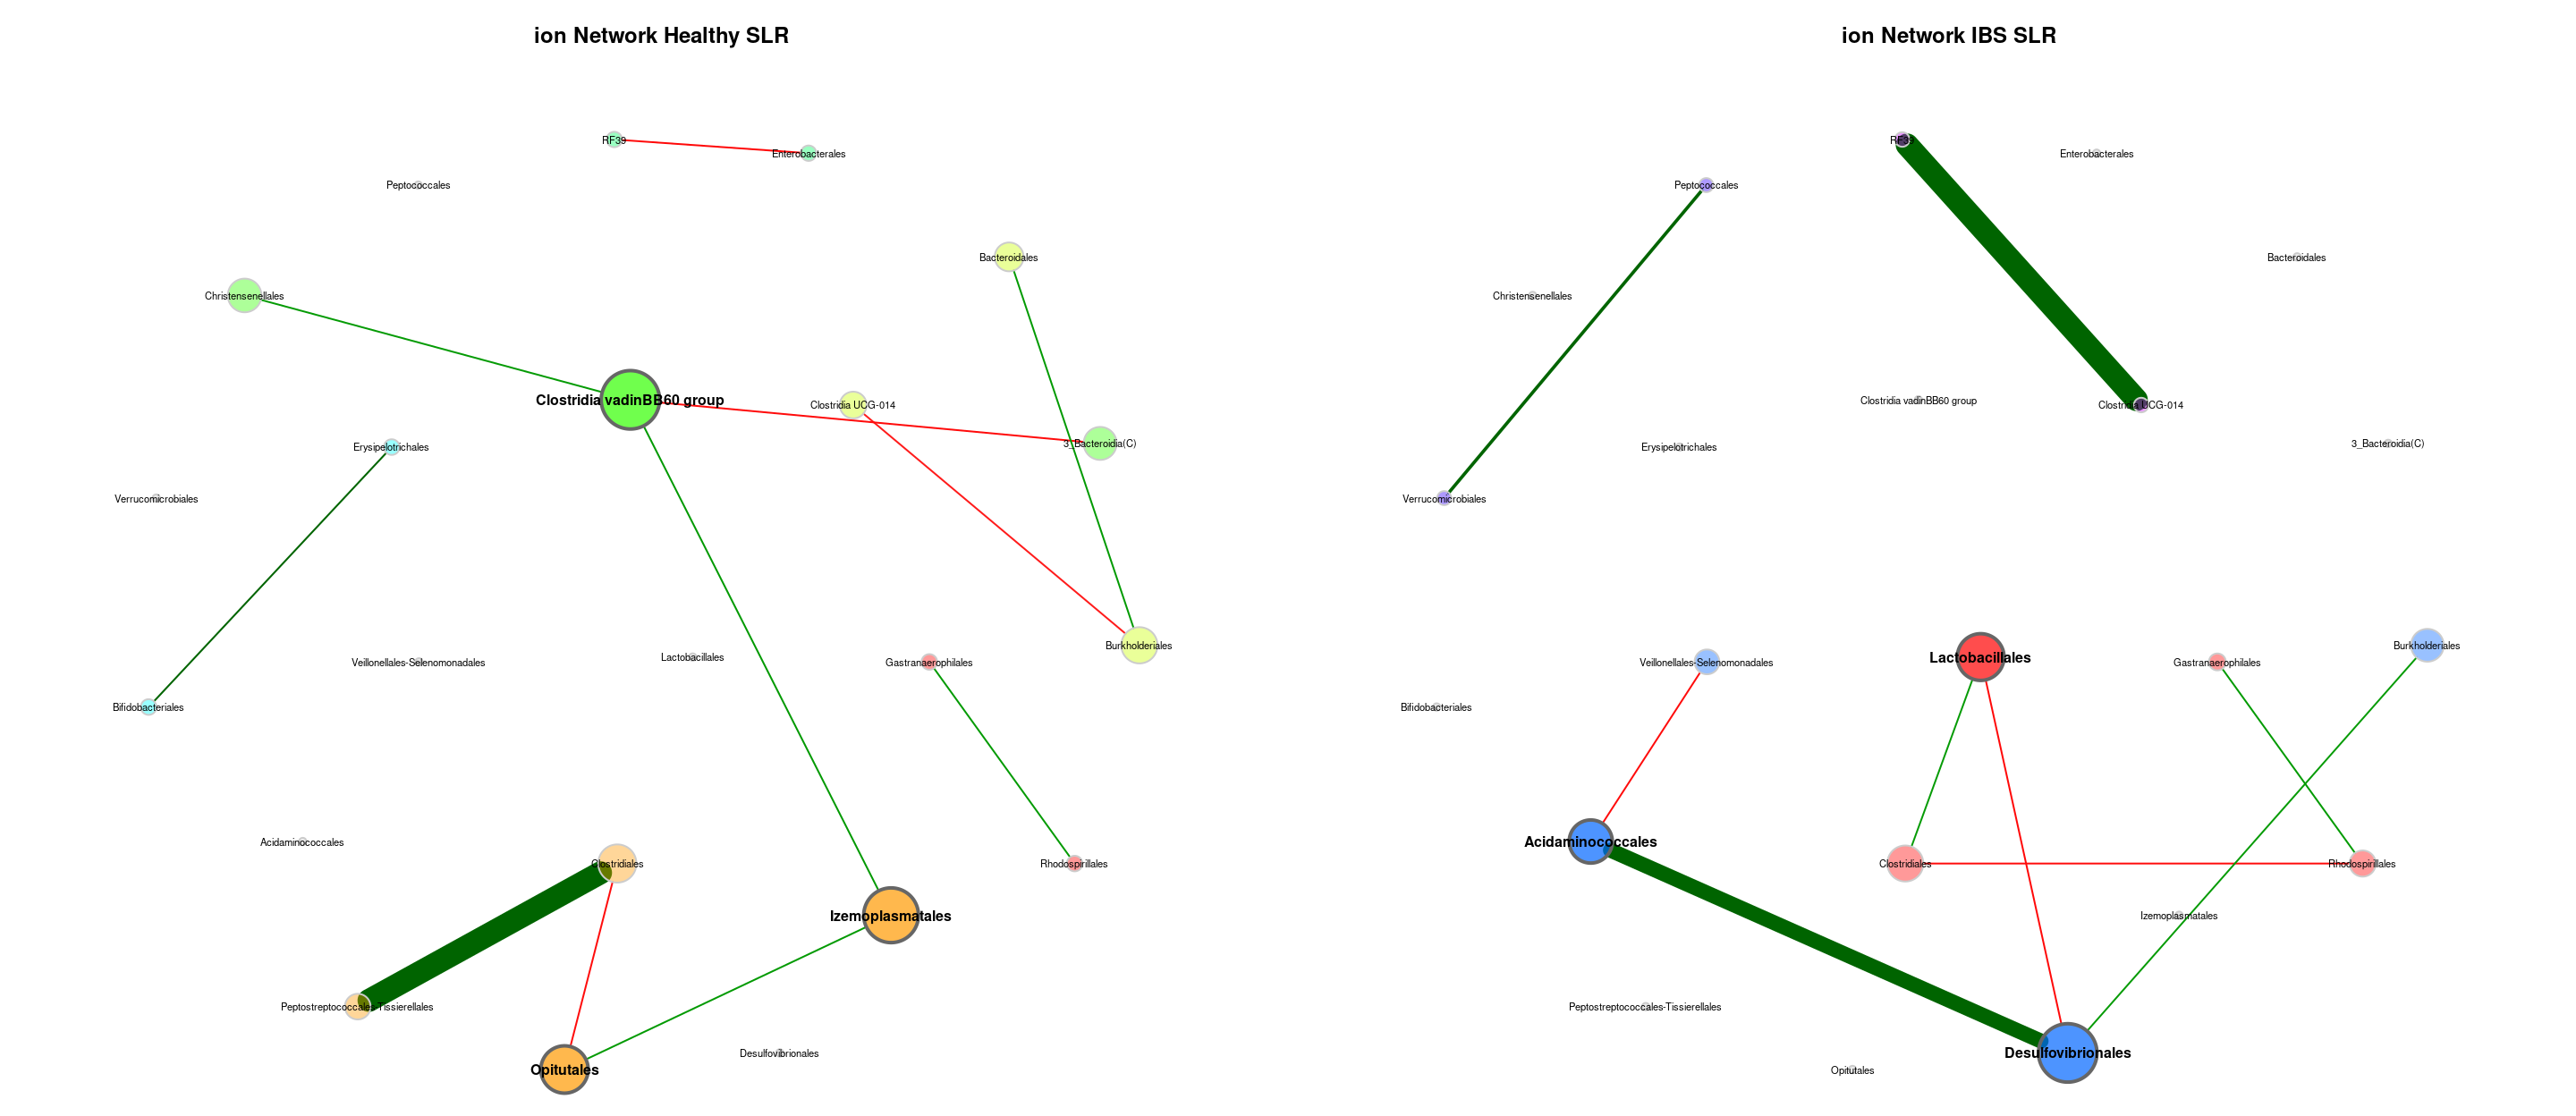 ion Network Healthy SLR
RF39
Enterobacterales
Peptococcales
Bacteroidales
Christensenellales
Clostridia vadinBB60 group
Clostridia UCG-014
3_Bacteroidia(C)
Erysipelotrichales
Verrucomicrobiales
Burkholderiales
Lactobacillales
Veillonellales-Selenomonadales
Gastranaerophilales
Bifidobacteriales
Acidaminococcales
Clostridiales
Rhodospirillales
Izemoplasmatales
Peptostreptococcales-Tissierellales
Desulfovibrionales
Opitutales
ion Network IBS SLR
RF39
Enterobacterales
Peptococcales
Bacteroidales
Christensenellales
Clostridia vadinBB60 group
Clostridia UCG-014
3_Bacteroidia(C)
Erysipelotrichales
Verrucomicrobiales
Burkholderiales
Lactobacillales
Veillonellales-Selenomonadales
Gastranaerophilales
Bifidobacteriales
Acidaminococcales
Clostridiales
Rhodospirillales
Izemoplasmatales
Peptostreptococcales-Tissierellales
Desulfovibrionales
Opitutales